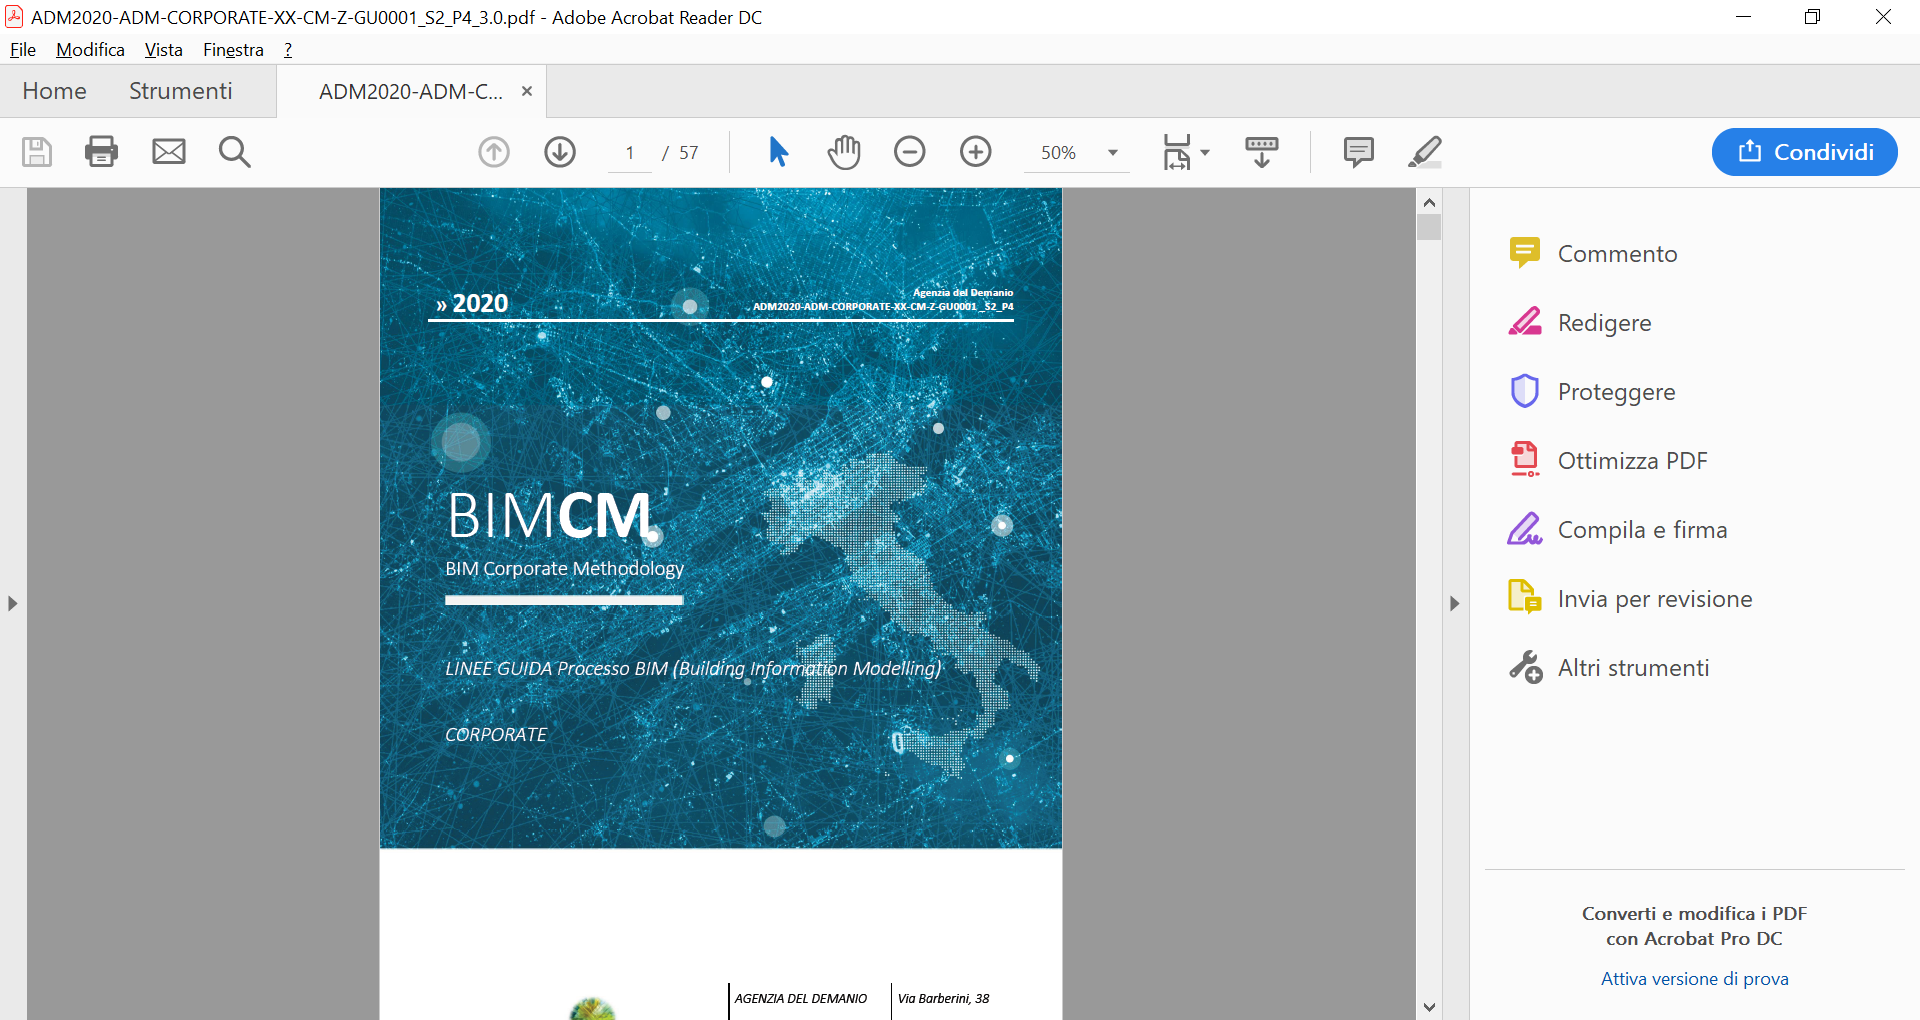 ADM2020-ADM-CORPORATE-XX-CM-Z-GU0001_S2_P4_3.0.pdf - Adobe Acrobat Reader DC
File Modifica Vista Finestra ?
Home Strumenti ADM2020-ADM-C... ×
1 / 57 50% Condividi
» 2020
Agenzia del Demanio
ADM2020-ADM-CORPORATE-XX-CM-Z-GU0001_S2_P4
BIMCM
BIM Corporate Methodology
LINEE GUIDA Processo BIM (Building Information Modelling)
CORPORATE
AGENZIA DEL DEMANIO
Via Barberini, 38
Commento
Redigere
Proteggere
Ottimizza PDF
Compila e firma
Invia per revisione
Altri strumenti
Converti e modifica i PDF
con Acrobat Pro DC
Attiva versione di prova